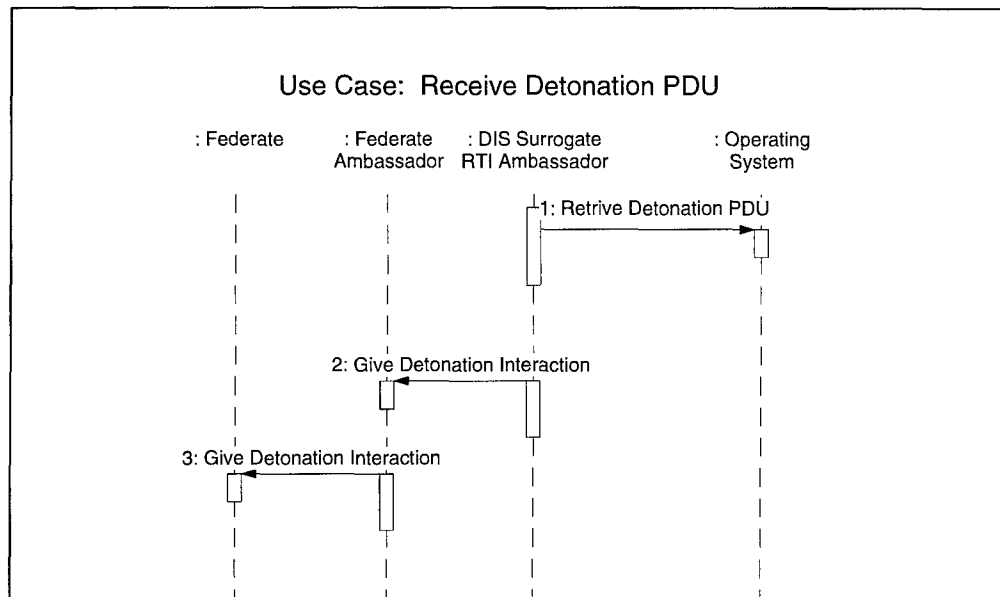 Use Case: Receive Detonation PDU
: Federate
: Federate
Ambassador
: DIS Surrogate
RTI Ambassador
: Operating
System
1: Retrive Detonation PDU
2: Give Detonation Interaction
3: Give Detonation Interaction